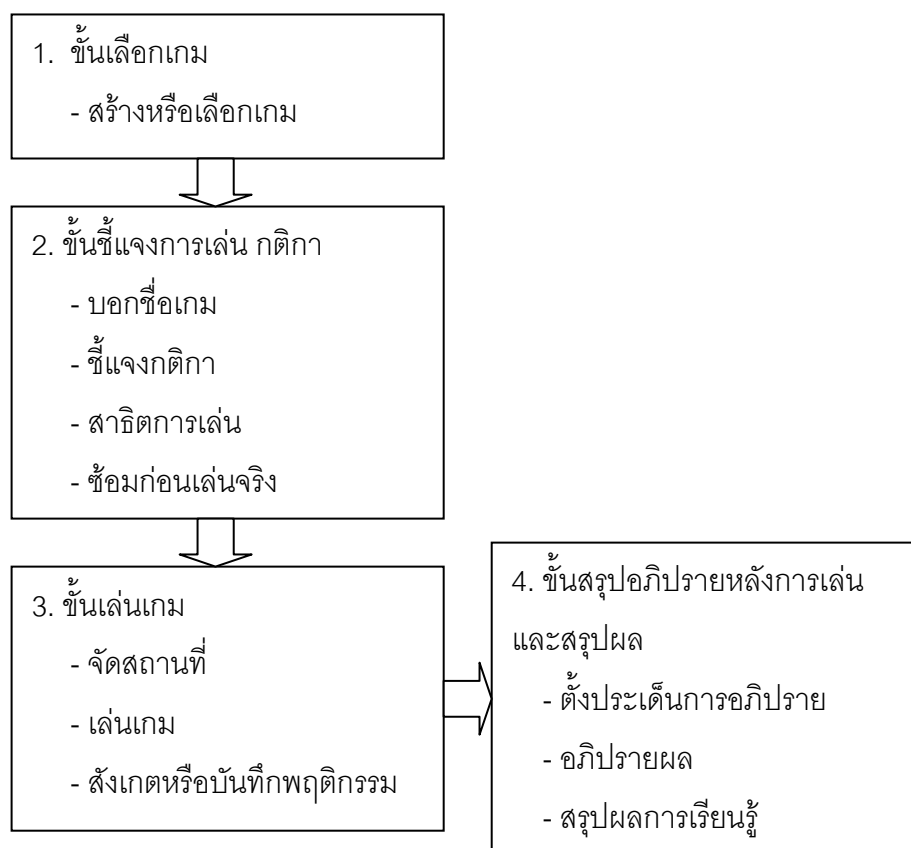 1. ขั้นเลือกเกม
- สร้างหรือเลือกเกม
2. ขั้นชี้แจงการเล่น กติกา
- บอกชื่อเกม
- ชี้แจงกติกา
- สาธิตการเล่น
- ซ้อมก่อนเล่นจริง
3. ขั้นเล่นเกม
- จัดสถานที่
- เล่นเกม
- สังเกตหรือบันทึกพฤติกรรม
4. ขั้นสรุปอภิปรายหลังการเล่น
และสรุปผล
- ตั้งประเด็นการอภิปราย
- อภิปรายผล
- สรุปผลการเรียนรู้